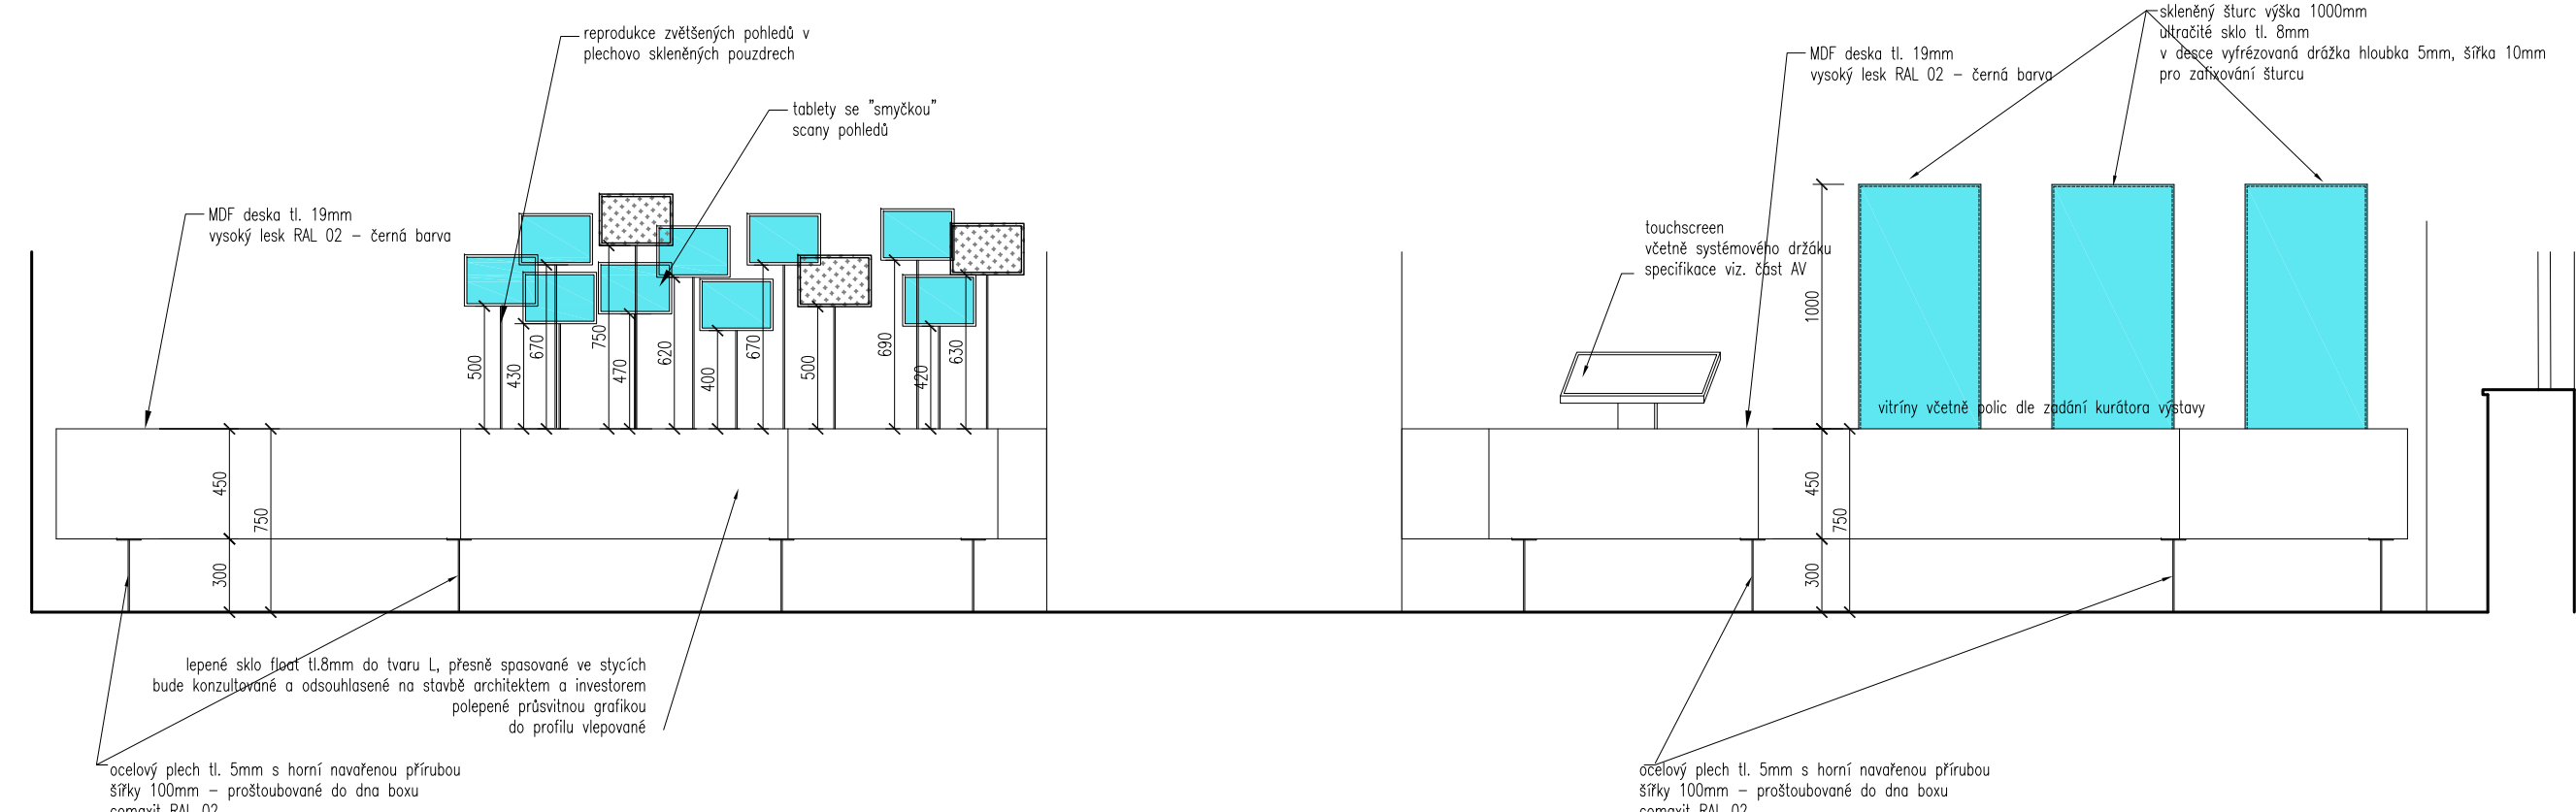 reprodukce zvětšených pohledů v
plechovo skleněných pouzdrech
tablety se "smyčkou"
scany pohledů
MDF deska tl. 19mm
vysoký lesk RAL 02 – černá barva
MDF deska tl. 19mm
vysoký lesk RAL 02 – černá barva
skleněný šturc výška 1000mm
ultračité sklo tl. 8mm
v desce vyfrézovaná drážka hloubka 5mm, šířka 10mm
pro zafixování šturcu
touchscreen
včetně systémového držáku
specifikace viz. část AV
500
430
670
750
470
620
400
670
500
690
420
630
1000
vitríny včetně polic dle zadání kurátora výstavy
450
750
300
450
750
300
lepené sklo float tl.8mm do tvaru L, přesně spasované ve stycích
bude konzultované a odsouhlasené na stavbě architektem a investorem
polepené průsvitnou grafikou
do profilu vlepované
ocelový plech tl. 5mm s horní navařenou přírubou
šířky 100mm – proštoubované do dna boxu
comaxit RAL 02
ocelový plech tl. 5mm s horní navařenou přírubou
šířky 100mm – proštoubované do dna boxu
comaxit RAL 02